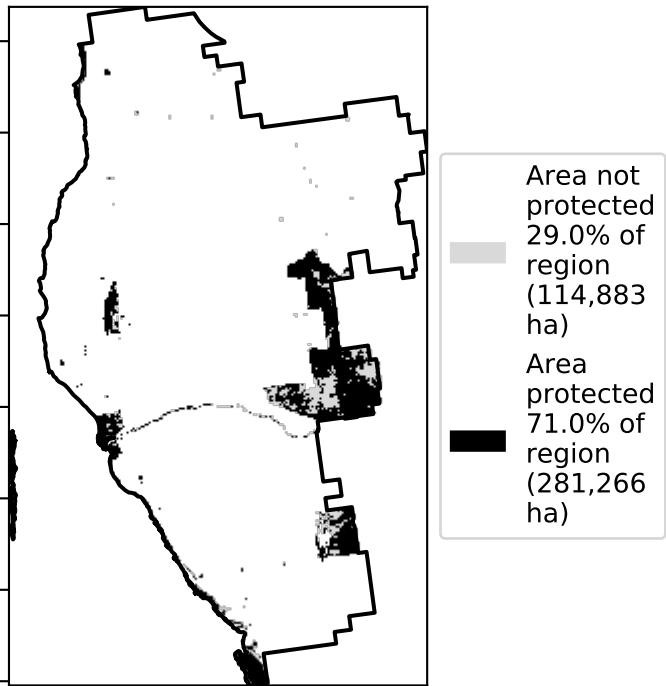 Area not
protected
29.0% of
region
(114,883
ha)
Area
protected
71.0% of
region
(281,266
ha)